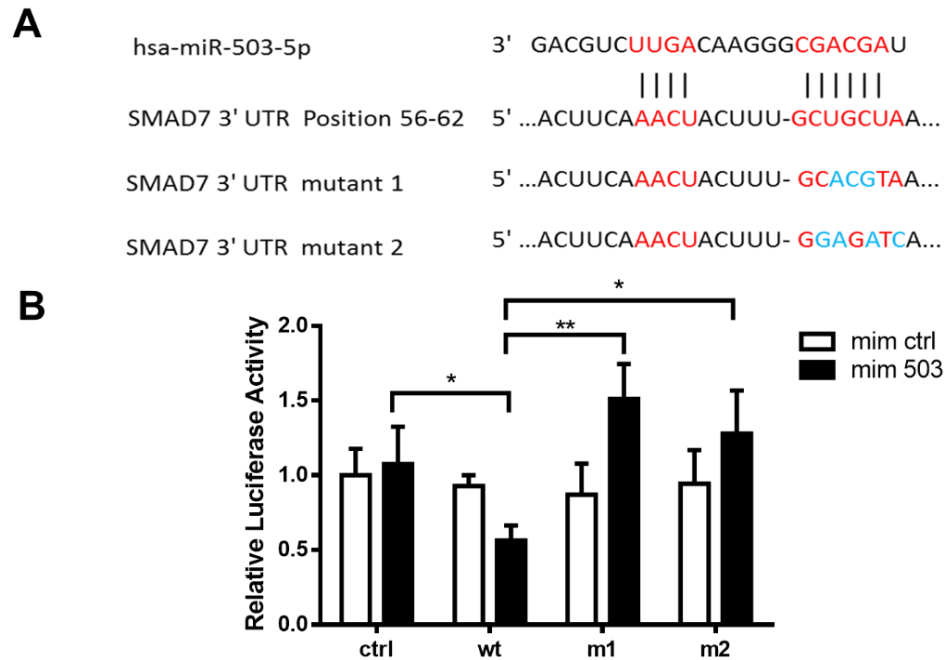 A
hsa-miR-503-5p 3' GACGUCUUGACAAGGGCGACGAU
SMAD7 3' UTR Position 56-62 5' ...ACUUCAAACUACUUU-GCUGCUAA...
SMAD7 3' UTR mutant 1 5' ...ACUUCAAACUACUUU- GCACGTAA...
SMAD7 3' UTR mutant 2 5' ...ACUUCAAACUACUUU- GGAGATCA...
B
Relative Luciferase Activity
2.0
1.5
1.0
0.5
0.0
*
**
*
mim ctrl
mim 503
ctrl wt m1 m2